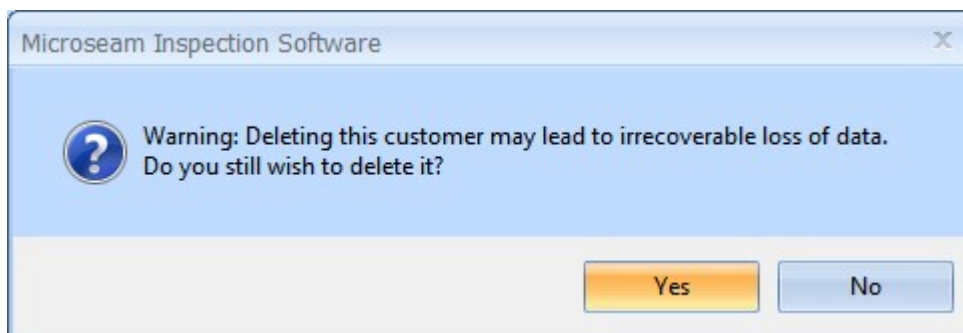 Microseam Inspection Software
Warning: Deleting this customer may lead to irrecoverable loss of data.
Do you still wish to delete it?
Yes No